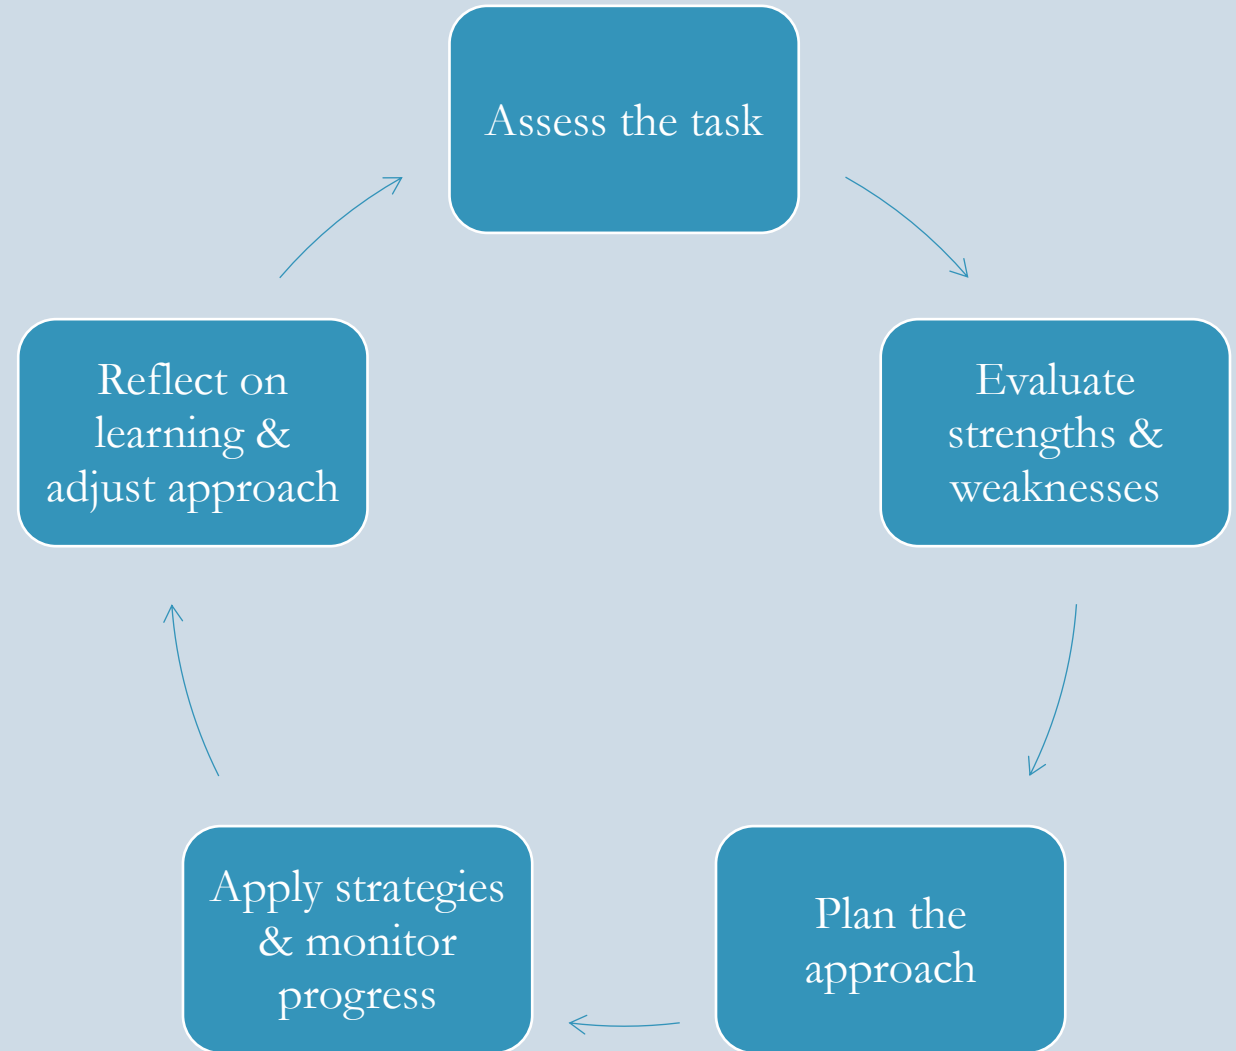 Assess the task
Evaluate
strengths &
weaknesses
Plan the
approach
Apply strategies
& monitor
progress
Reflect on
learning &
adjust approach